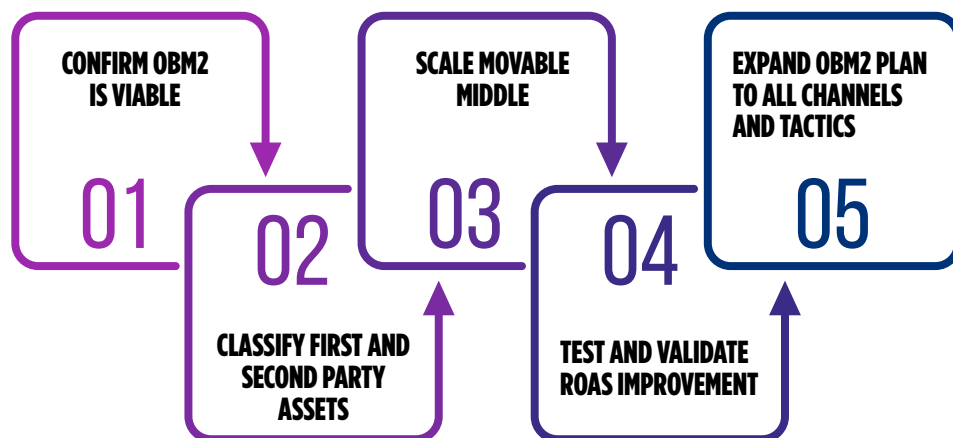 CONFIRM OBM2
IS VIABLE
01
02
CLASSIFY FIRST AND
SECOND PARTY
ASSETS
SCALE MOVABLE
MIDDLE
03
04
TEST AND VALIDATE
ROAS IMPROVEMENT
EXPAND OBM2 PLAN
TO ALL CHANNELS
AND TACTICS
05